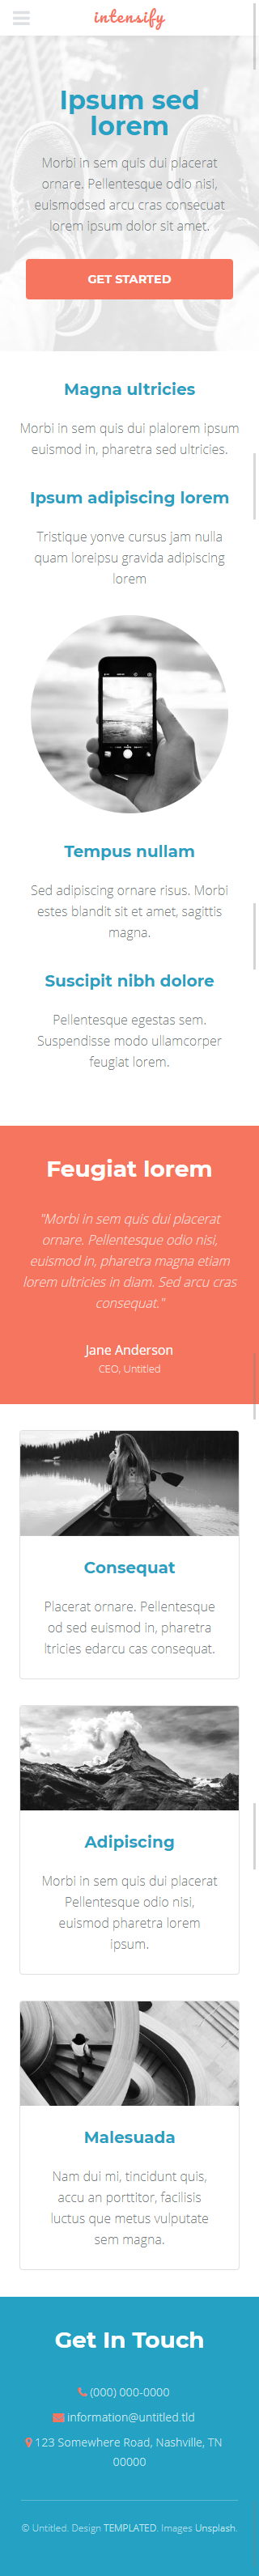 intensify
Ipsum sed
lorem
Morbi in sem quis dui placerat
ornare. Pellentesque odio nisi,
euismodsed arcu cras consecuat
lorem ipsum dolor sit amet.
GET STARTED
Magna ultricies
Morbi in sem quis dui plalorem ipsum
euismod in, pharetra sed ultricies.
Ipsum adipiscing lorem
Tristique yonve cursus jam nulla
quam loreipsu gravida adipiscing
lorem
Tempus nullam
Sed adipiscing ornare risus. Morbi
estes blandit sit et amet, sagittis
magna.
Suscipit nibh dolore
Pellentesque egestas sem.
Suspendisse modo ullamcorper
feugiat lorem.
Feugiat lorem
"Morbi in sem quis dui placerat
ornare. Pellentesque odio nisi,
euismod in, pharetra magna etiam
lorem ultricies in diam. Sed arcu cras
consequat."
Jane Anderson
CEO, Untitled
Consequat
Placerat ornare. Pellentesque
od sed euismod in, pharetra
ltricies edarcu cas consequat.
Adipiscing
Morbi in sem quis dui placerat
Pellentesque odio nisi,
euismod pharetra lorem
ipsum.
Malesuada
Nam dui mi, tincidunt quis,
accu an porttitor, facilisis
luctus que metus vulputate
sem magna.
Get In Touch
(000) 000-0000
information@untitled.tld
123 Somewhere Road, Nashville, TN
00000
© Untitled. Design TEMPLATED. Images Unsplash.